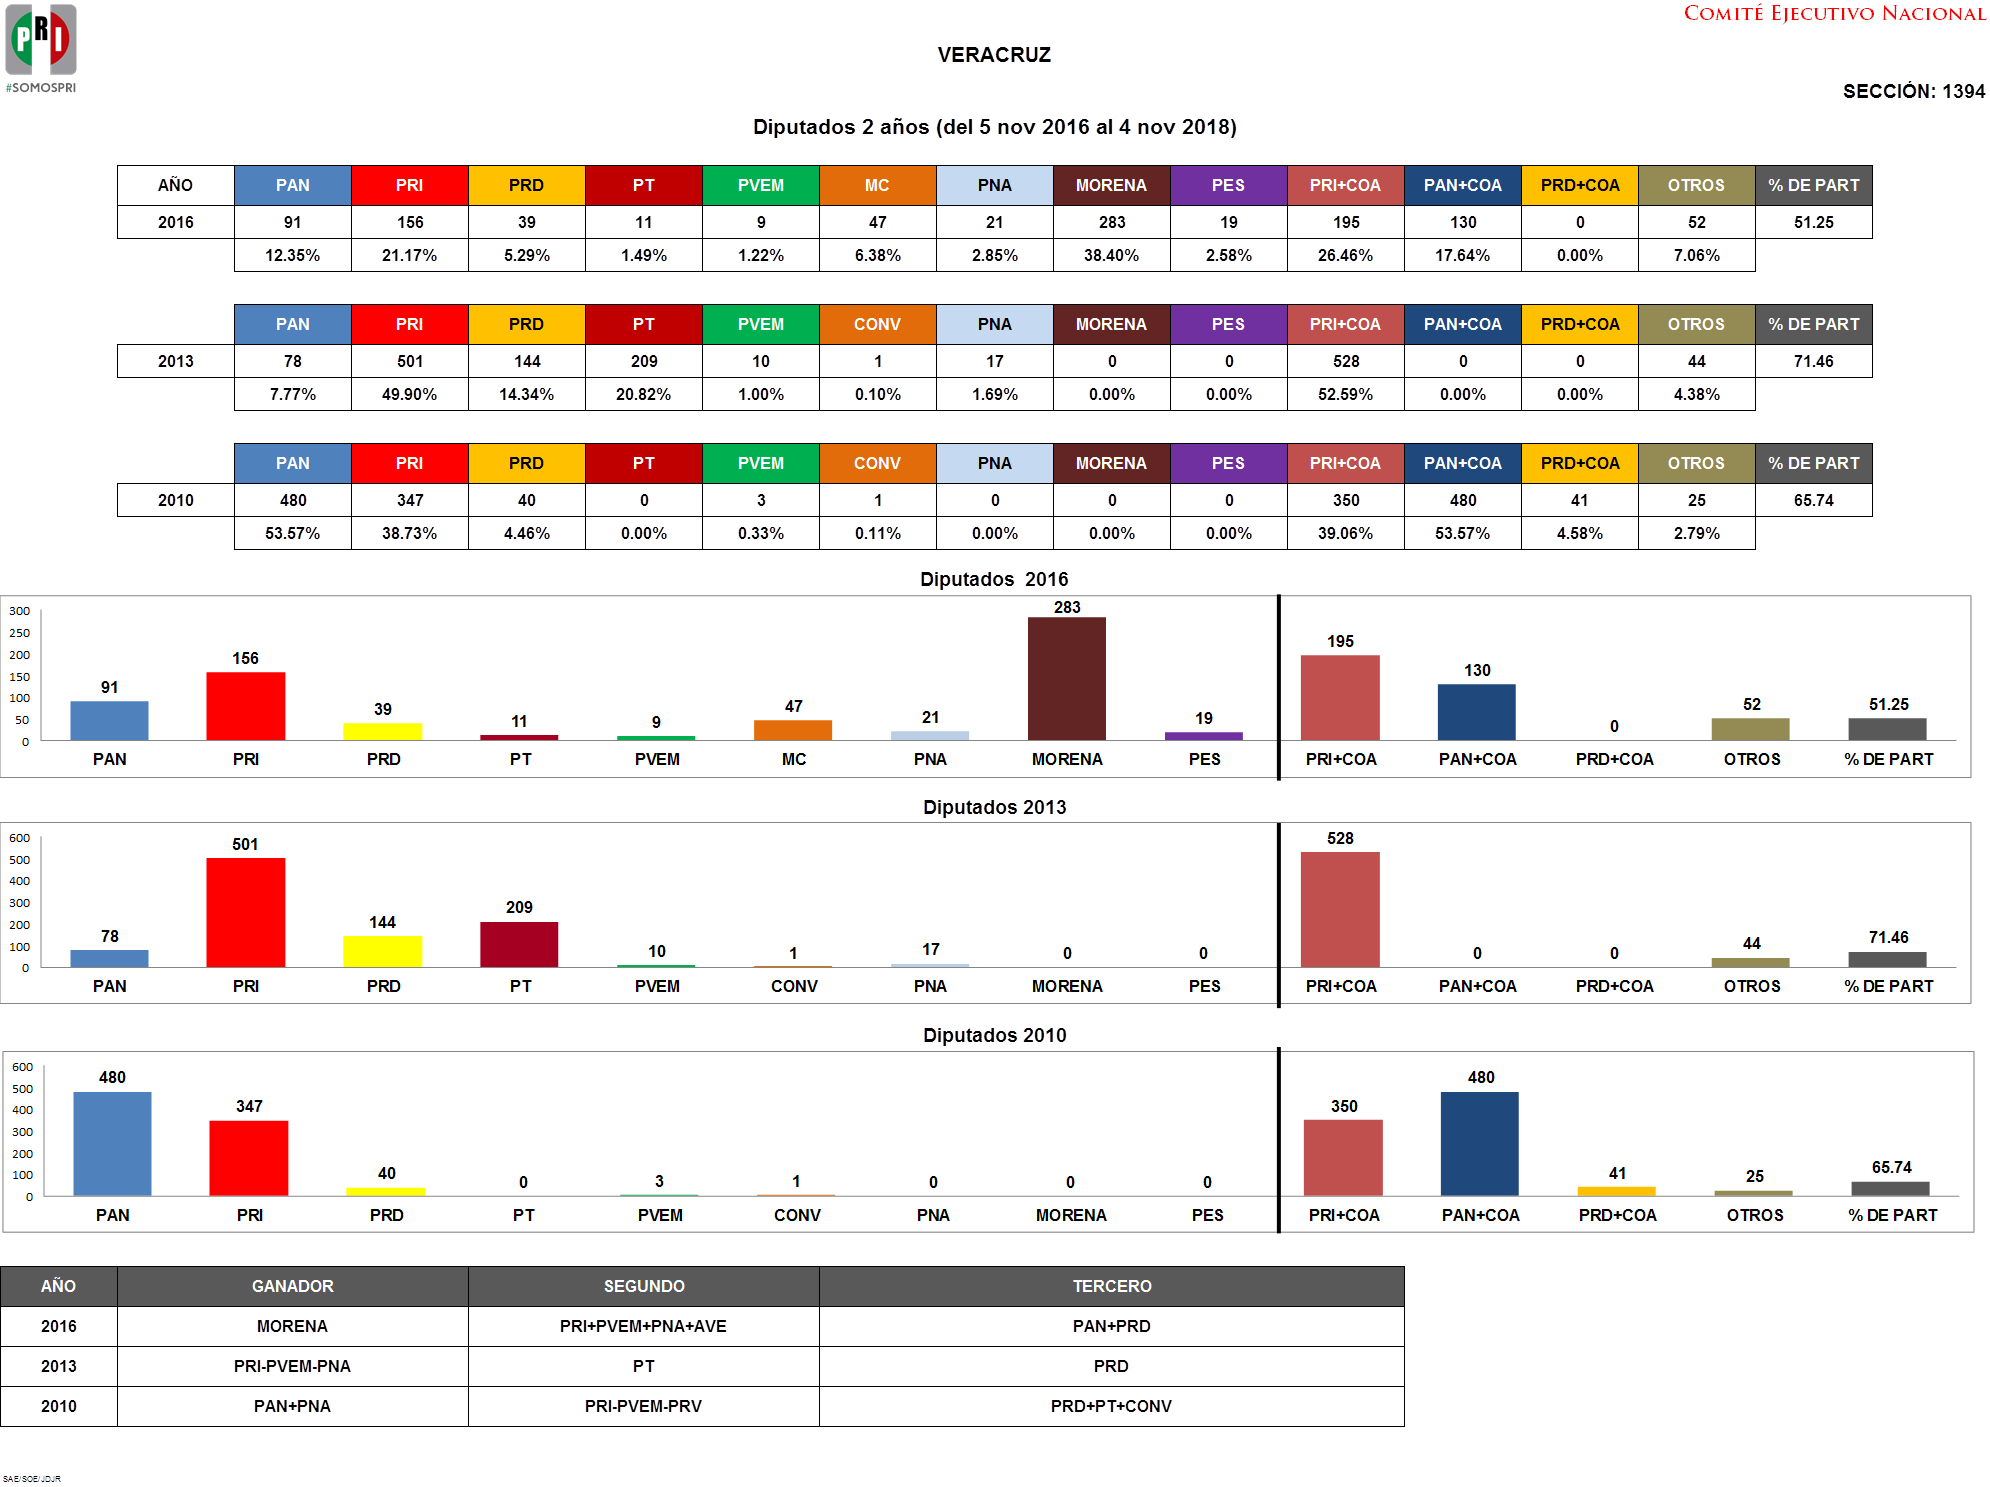 PRI
#SOMOSPRI
COMITÉ EJECUTIVO NACIONAL
VERACRUZ
SECCIÓN: 1394
Diputados 2 años (del 5 nov 2016 al 4 nov 2018)
AÑO PAN PRI PRD PT PVEM MC PNA MORENA PES PRI+COA PAN+COA PRD+COA OTROS % DE PART
2016 91 156 39 11 9 47 21 283 19 195 130 0 52 51.25
12.35% 21.17% 5.29% 1.49% 1.22% 6.38% 2.85% 38.40% 2.58% 26.46% 17.64% 0.00% 7.06%
PAN PRI PRD PT PVEM CONV PNA MORENA PES PRI+COA PAN+COA PRD+COA OTROS % DE PART
2013 78 501 144 209 10 1 17 0 0 528 0 0 44 71.46
7.77% 49.90% 14.34% 20.82% 1.00% 0.10% 1.69% 0.00% 0.00% 52.59% 0.00% 0.00% 4.38%
PAN PRI PRD PT PVEM CONV PNA MORENA PES PRI+COA PAN+COA PRD+COA OTROS % DE PART
2010 480 347 40 0 3 1 0 0 0 350 480 41 25 65.74
53.57% 38.73% 4.46% 0.00% 0.33% 0.11% 0.00% 0.00% 0.00% 39.06% 53.57% 4.58% 2.79%
Diputados 2016
300
250
200
150
100
50
0
91 156 39 11 9 47 21 283 19 195 130 0 52 51.25
PAN PRI PRD PT PVEM MC PNA MORENA PES PRI+COA PAN+COA PRD+COA OTROS % DE PART
Diputados 2013
600
500
400
300
200
100
0
78 501 144 209 10 1 17 0 0 528 0 0 44 71.46
PAN PRI PRD PT PVEM CONV PNA MORENA PES PRI+COA PAN+COA PRD+COA OTROS % DE PART
Diputados 2010
600
500
400
300
200
100
0
480 347 40 0 3 1 0 0 0 350 480 41 25 65.74
PAN PRI PRD PT PVEM CONV PNA MORENA PES PRI+COA PAN+COA PRD+COA OTROS % DE PART
AÑO GANADOR SEGUNDO TERCERO
2016 MORENA PRI+PVEM+PNA+AVE PAN+PRD
2013 PRI-PVEM-PNA PT PRD
2010 PAN+PNA PRI-PVEM-PRV PRD+PT+CONV
SAE/SOE/JDJR